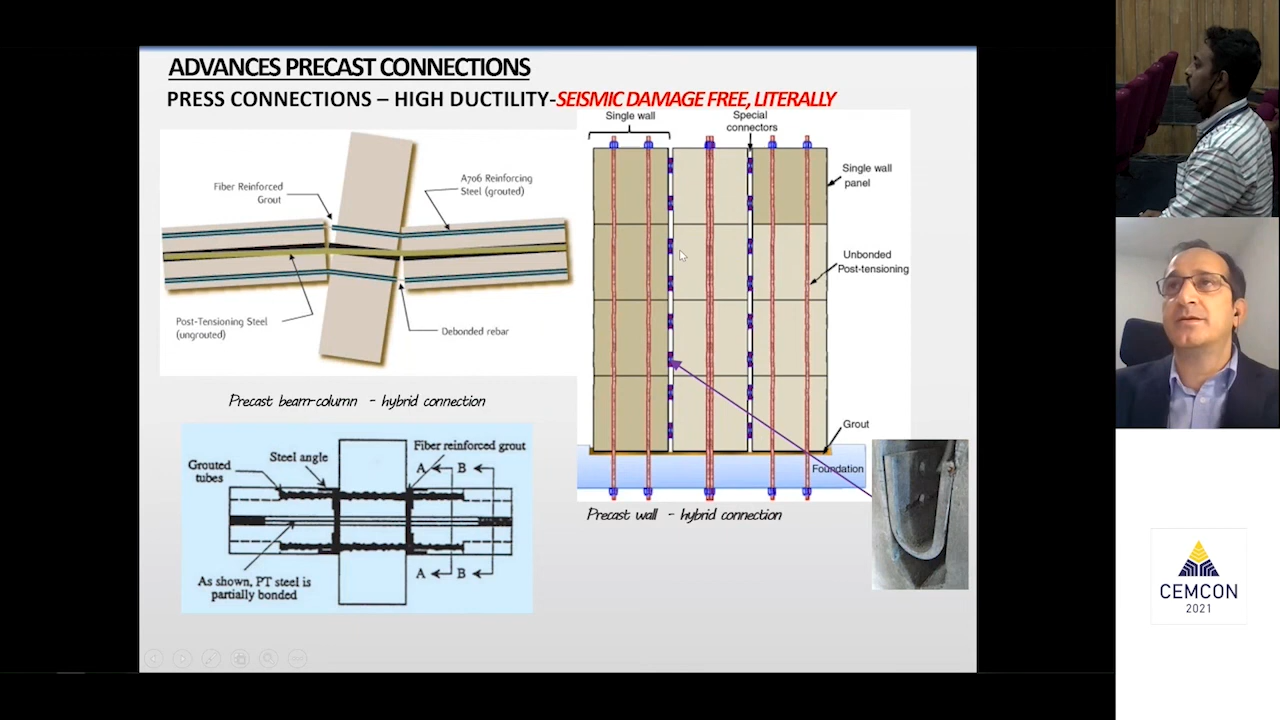 ADVANCES PRECAST CONNECTIONS
PRESS CONNECTIONS – HIGH DUCTILITY-SEISMIC DAMAGE FREE, LITERALLY
Fiber Reinforced
Grout
A706 Reinforcing
Steel (grouted)
Post-Tensioning Steel
(ungrouted)
Debonded rebar
Precast beam-column - hybrid connection
Single wall
Special
connectors
Single wall
panel
Unbonded
Post-tensioning
Grout
Foundation
Precast wall - hybrid connection
Grouted
tubes
Steel angle
Fiber reinforced grout
A B
A B
As shown, PT steel is
partially bonded
CEMCON
2021